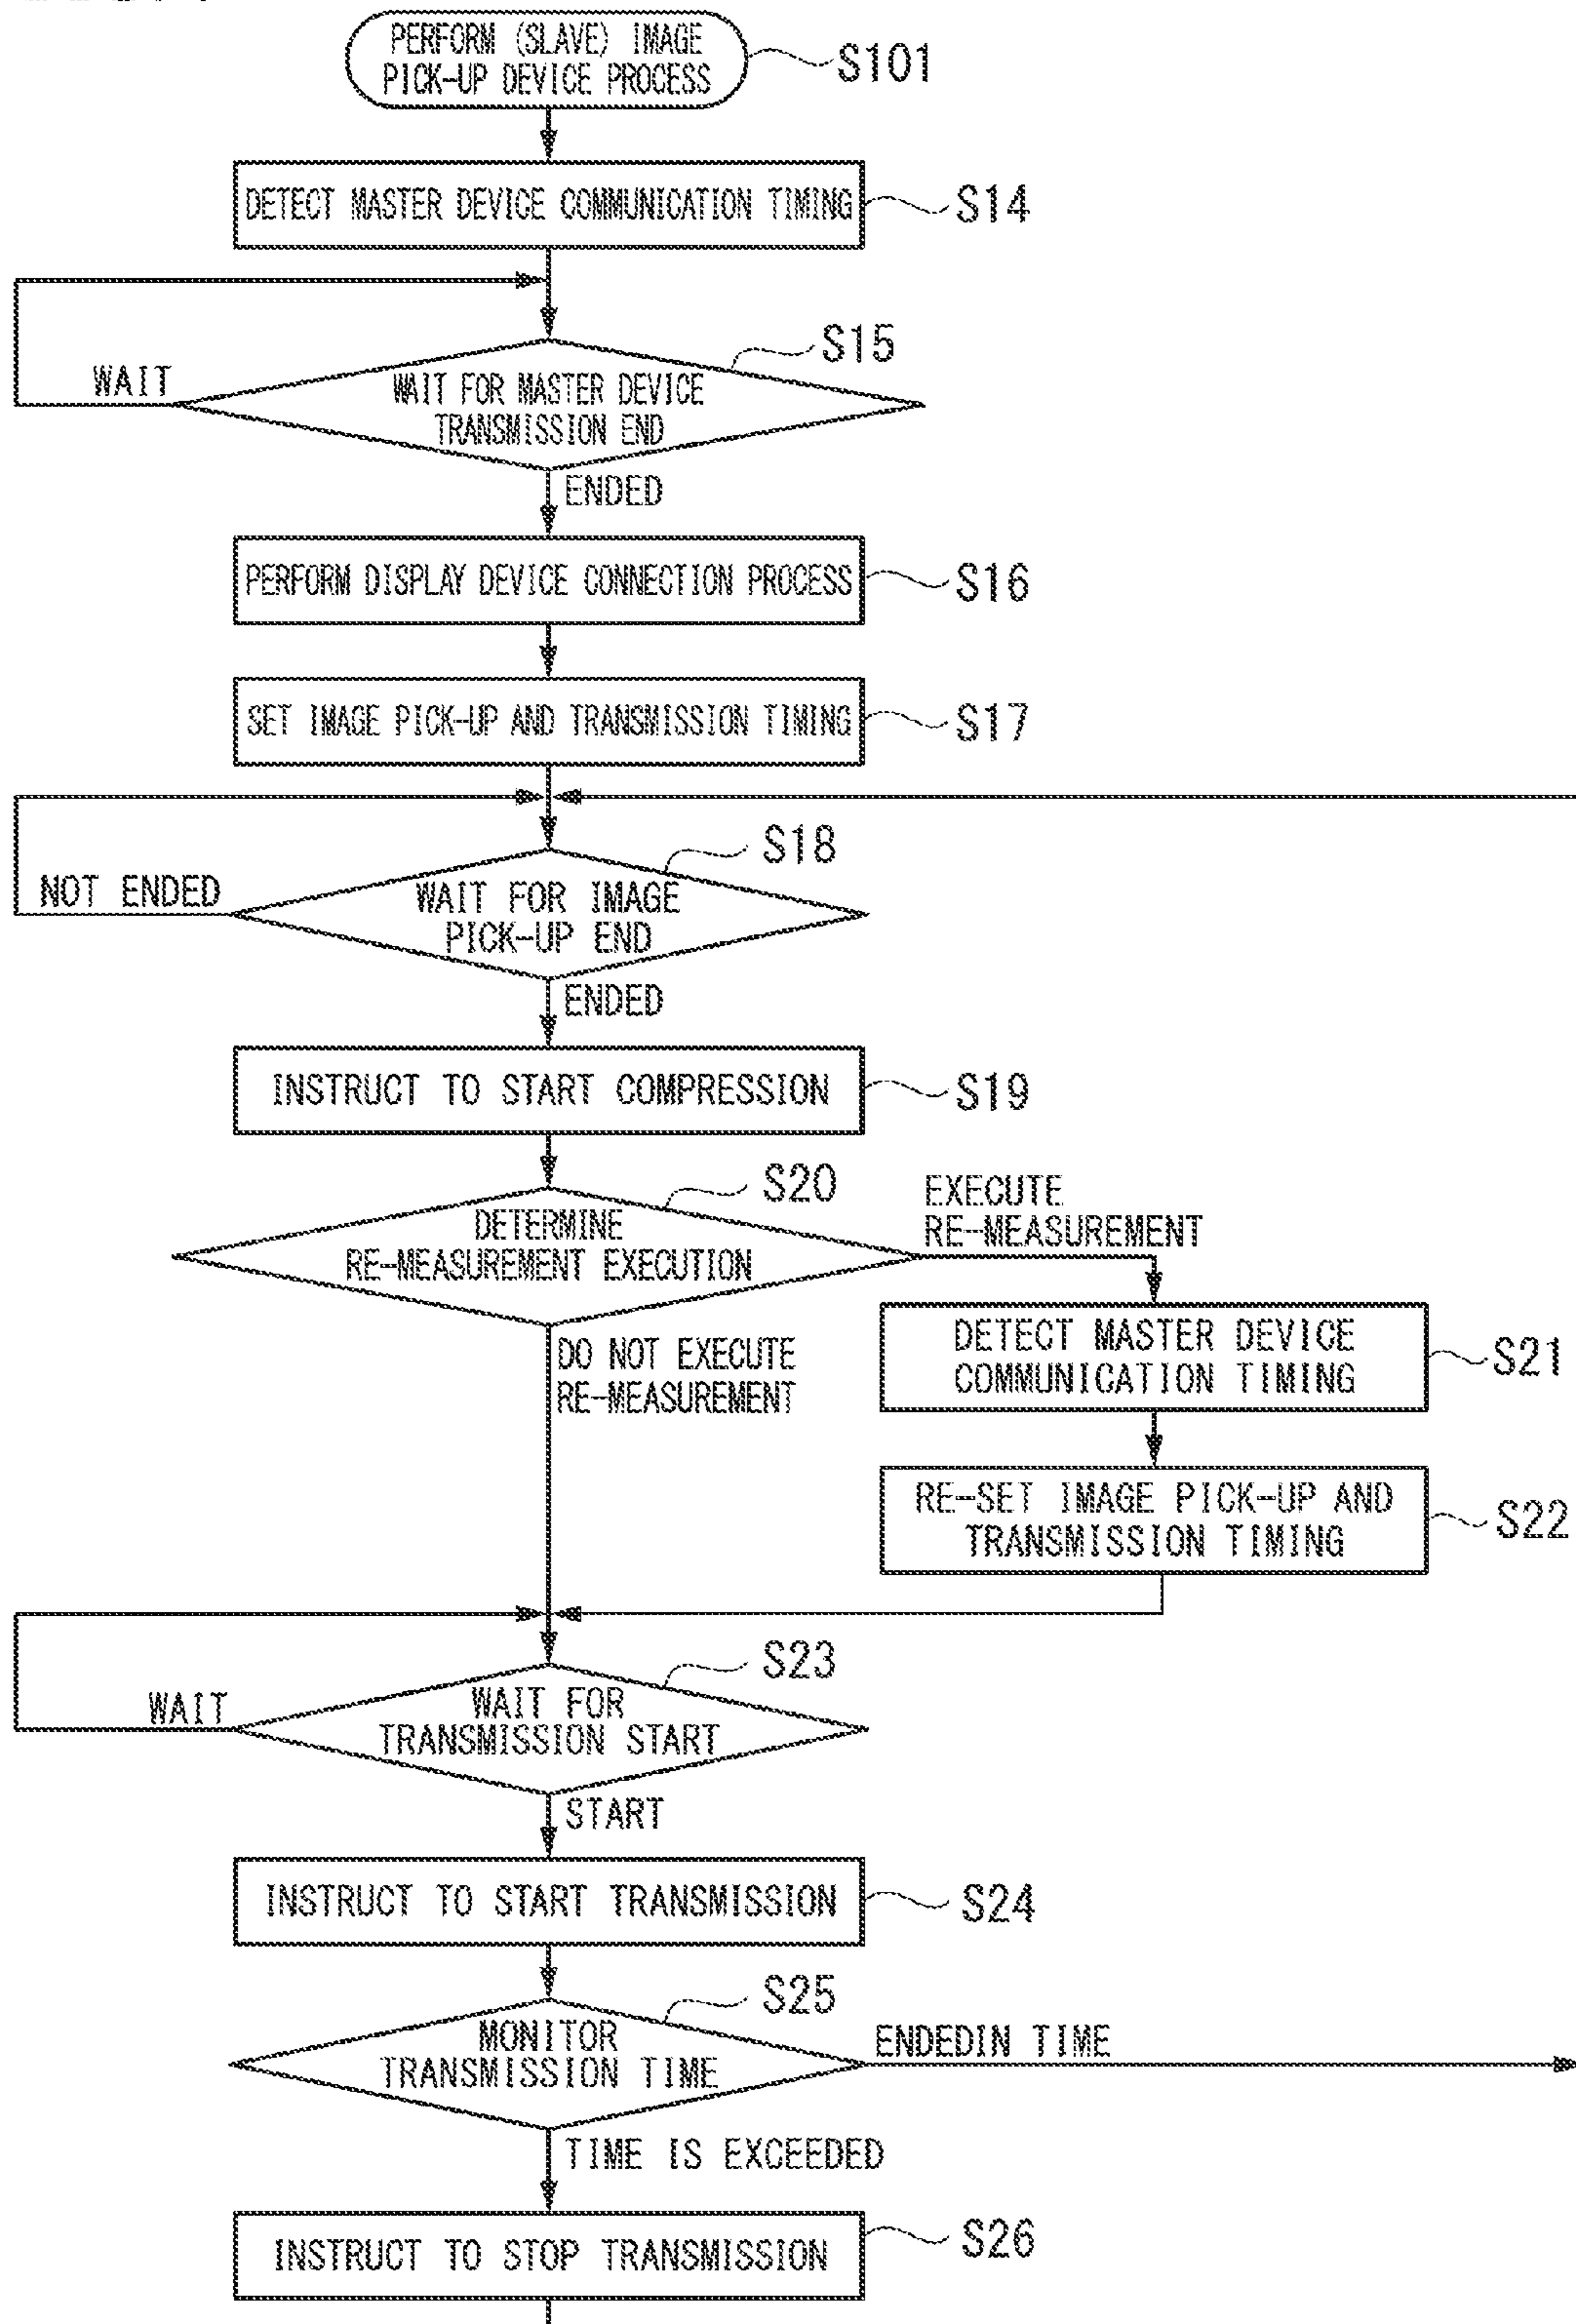 PERFORM (SLAVE) IMAGE
PICK-UP DEVICE PROCESS
S101
DETECT MASTER DEVICE COMMUNICATION TIMING
S14
S15
WAIT
WAIT FOR MASTER DEVICE
TRANSMISSION END
ENDED
PERFORM DISPLAY DEVICE CONNECTION PROCESS
S16
SET IMAGE PICK-UP AND TRANSMISSION TIMING
S17
S18
NOT ENDED
WAIT FOR IMAGE
PICK-UP END
ENDED
INSTRUCT TO START COMPRESSION
S19
S20
DETERMINE
RE-MEASUREMENT EXECUTION
EXECUTE
RE-MEASUREMENT
DO NOT EXECUTE
RE-MEASUREMENT
DETECT MASTER DEVICE
COMMUNICATION TIMING
S21
RE-SET IMAGE PICK-UP AND
TRANSMISSION TIMING
S22
S23
WAIT
WAIT FOR
TRANSMISSION START
START
INSTRUCT TO START TRANSMISSION
S24
S25
MONITOR
TRANSMISSION TIME
ENDEDIN TIME
TIME IS EXCEEDED
INSTRUCT TO STOP TRANSMISSION
S26